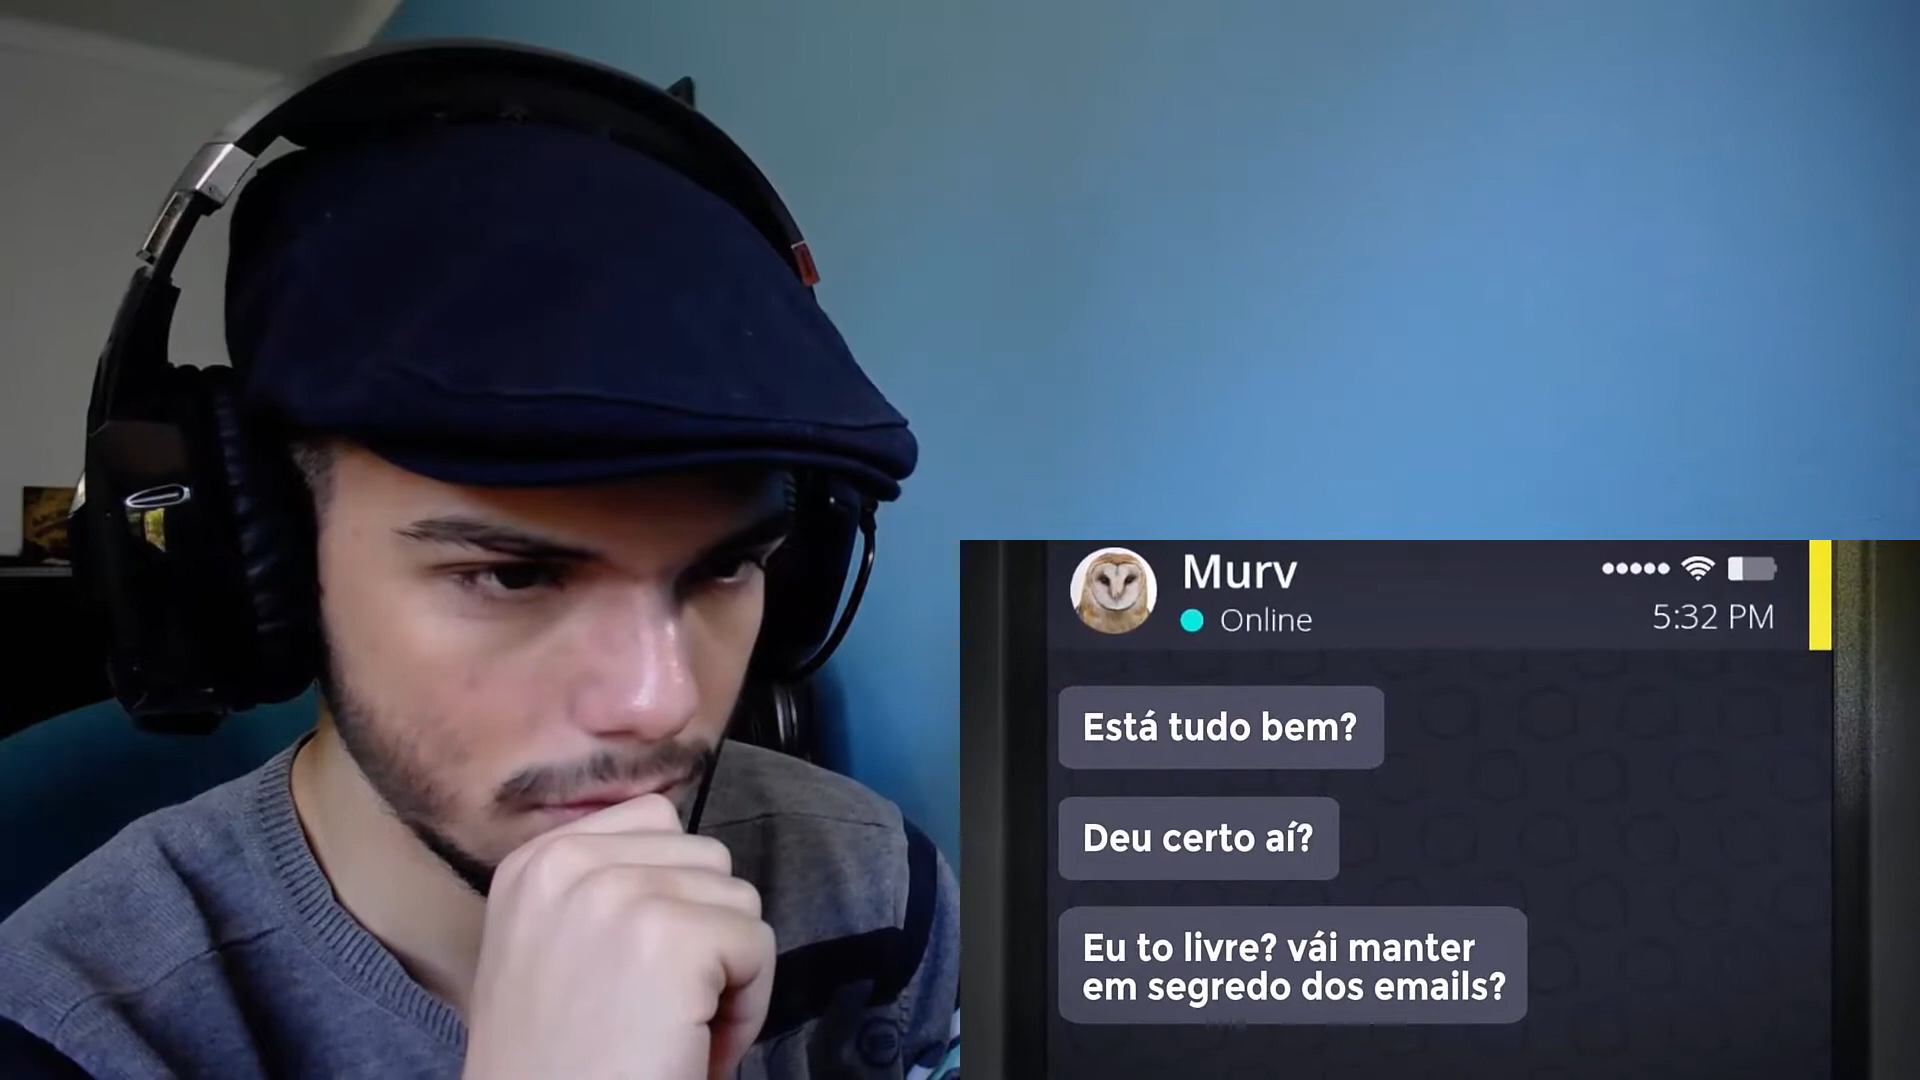 Murv
Online
5:32 PM
Está tudo bem?
Deu certo aí?
Eu to livre? vái manter
em segredo dos emails?